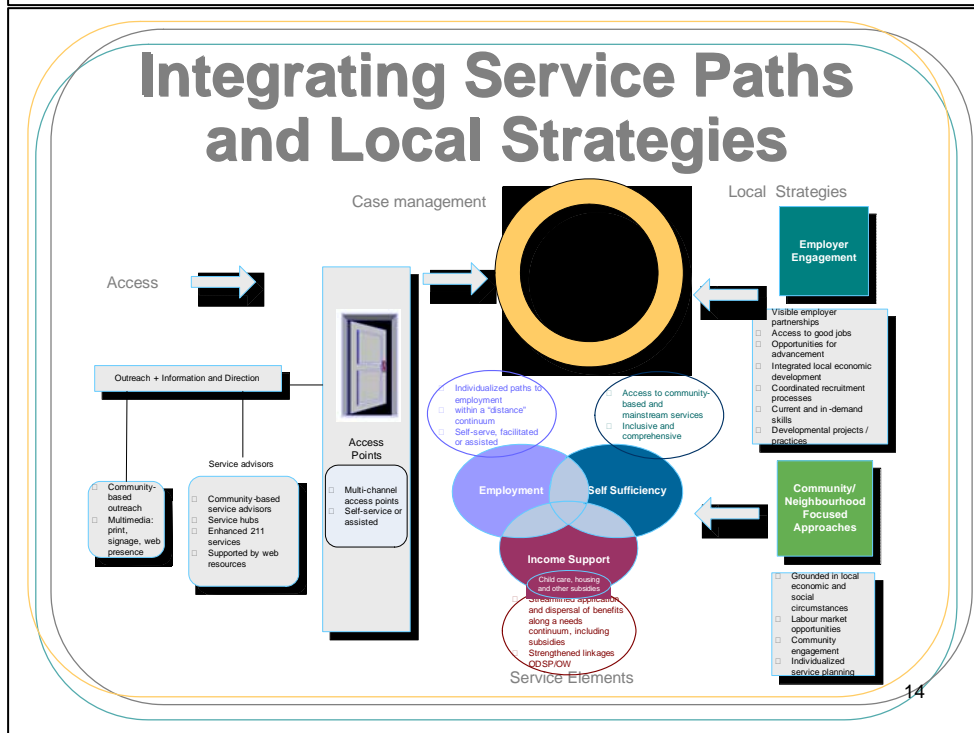 Integrating Service Paths
and Local Strategies
Case management
Local Strategies
Access
Employer
Engagement
Visible employer
partnerships
Access to good jobs
Opportunities for
advancement
Integrated local economic
development
Coordinated recruitment
processes
Current and in -demand
skills
Developmental projects /
practices
Outreach + Information and Direction
Service advisors
Community-
based
outreach
Multimedia:
print,
signage, web
presence
Community-based
service advisors
Service hubs
Enhanced 211
services
Supported by web
resources
Access
Points
Multi-channel
access points
Self-service or
assisted
Individualized paths to
employment
within a “distance”
continuum
Self-serve, facilitated
or assisted
Access to community-
based and
mainstream services
Inclusive and
comprehensive
Employment
Self Sufficiency
Income Support
Child care, housing
and other subsidies
Streamlined application
and dispersal of benefits
along a needs
continuum, including
subsidies
Strengthened linkages
ODSP/OW
Service Elements
Community/
Neighbourhood
Focused
Approaches
Grounded in local
economic and
social
circumstances
Labour market
opportunities
Community
engagement
Individualized
service planning
14